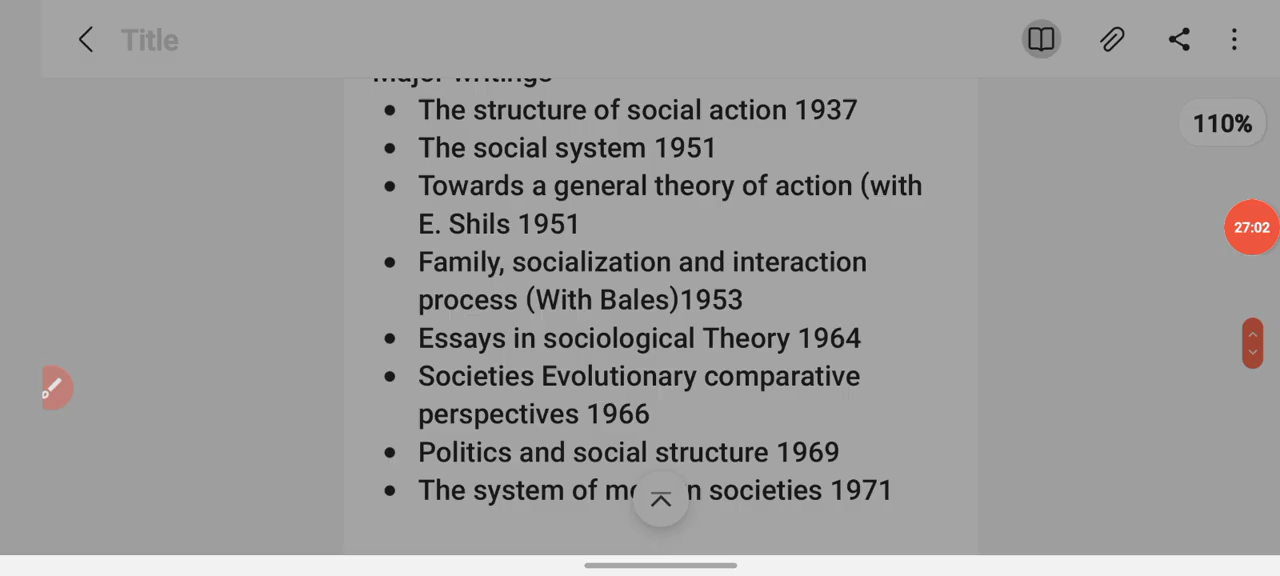 Title
110%
Major writings
The structure of social action 1937
The social system 1951
Towards a general theory of action (with
E. Shils 1951
27:02
Family, socialization and interaction
process (With Bales)1953
Essays in sociological Theory 1964
Societies Evolutionary comparative
perspectives 1966
Politics and social structure 1969
The system of societies 1971